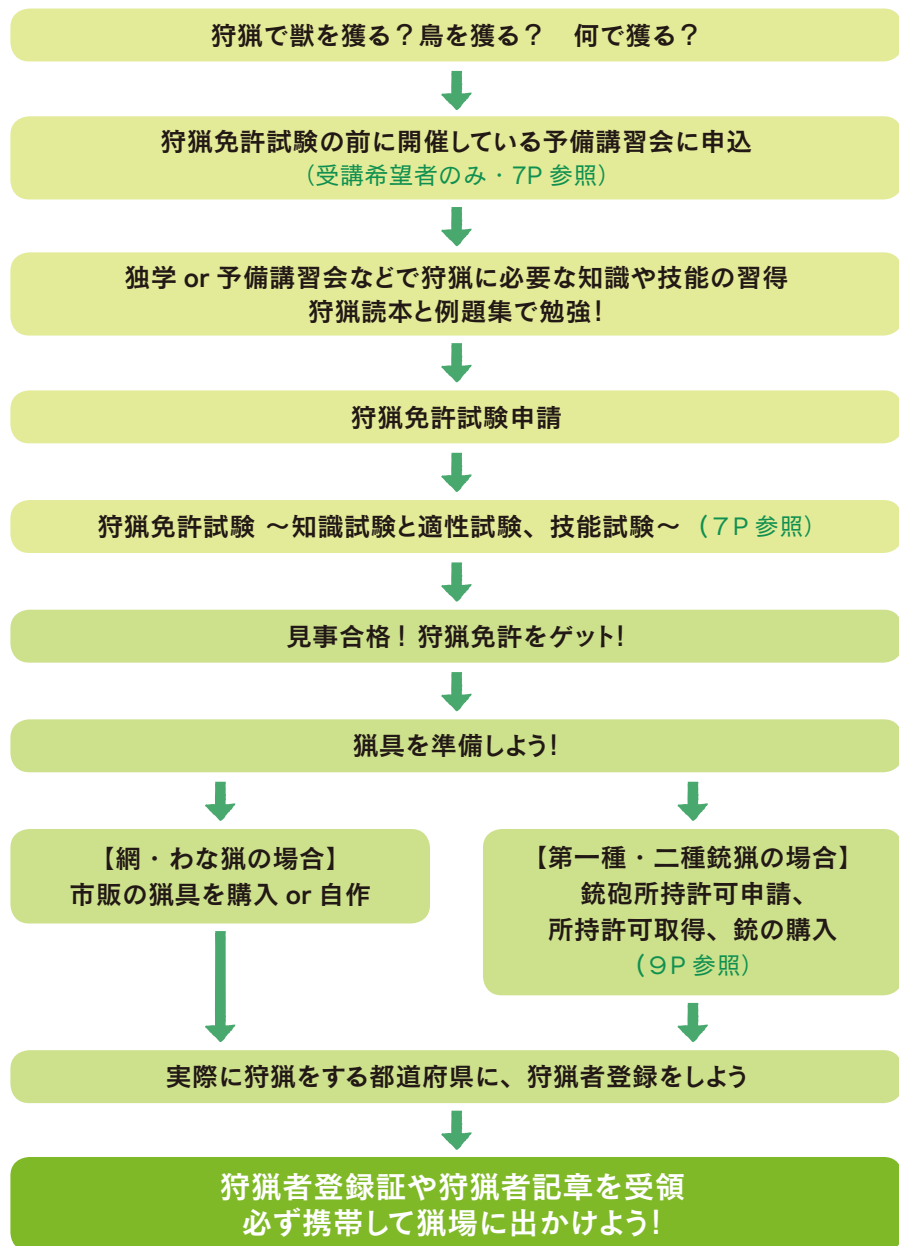 狩猟で獣を獲る？鳥を獲る？　何で獲る？
狩猟免許試験の前に開催している予備講習会に申込
（受講希望者のみ・7P 参照）
独学 or 予備講習会などで狩猟に必要な知識や技能の習得
狩猟読本と例題集で勉強！
狩猟免許試験申請
狩猟免許試験 ～知識試験と適性試験、技能試験～ （７P 参照）
見事合格！ 狩猟免許をゲット！
猟具を準備しよう！
【網・わな猟の場合】
市販の猟具を購入 or 自作
【第一種・二種銃猟の場合】
銃砲所持許可申請、
所持許可取得、銃の購入
（９P 参照）
実際に狩猟をする都道府県に、狩猟者登録をしよう
狩猟者登録証や狩猟者記章を受領
必ず携帯して猟場に出かけよう！